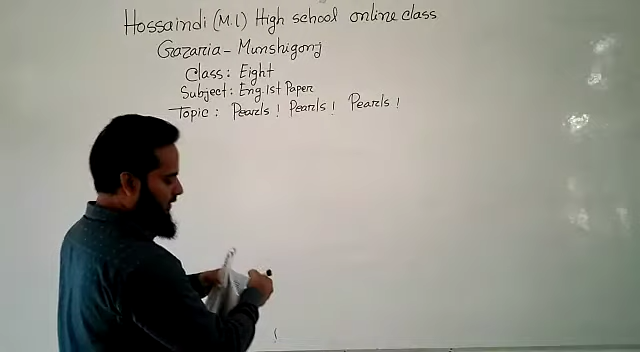 Hossaindi (M.L) High school online class
Gazaria - Munshigonj
Class: Eight
Subject: Eng.1st Paper
Topic: Pearls ! Pearls ! Pearls !